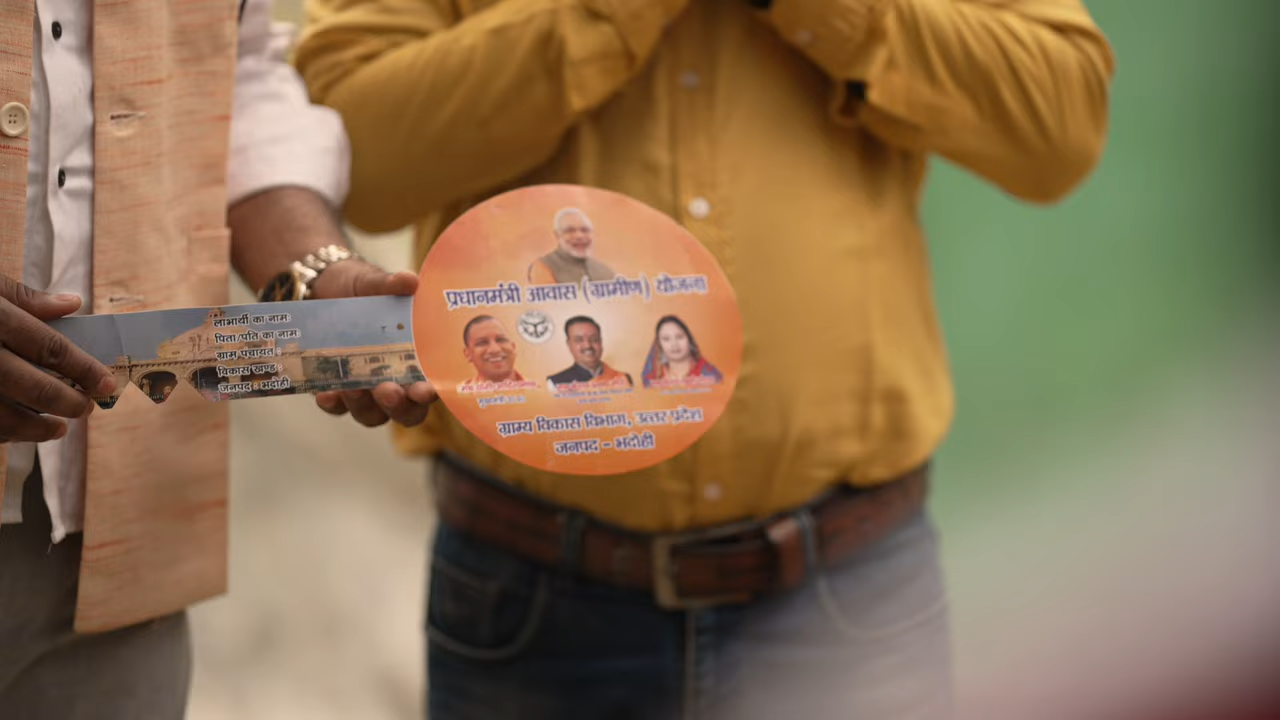 प्रधानमंत्री आवास (ग्रामीण) योजना
लाभार्थी का नाम
पिता/पति का नाम
ग्राम पंचायत :
विकास खण्ड :
जनपद : भदोही
ग्राम्य विकास विभाग, उत्तर प्रदेश
जनपद - भदोही